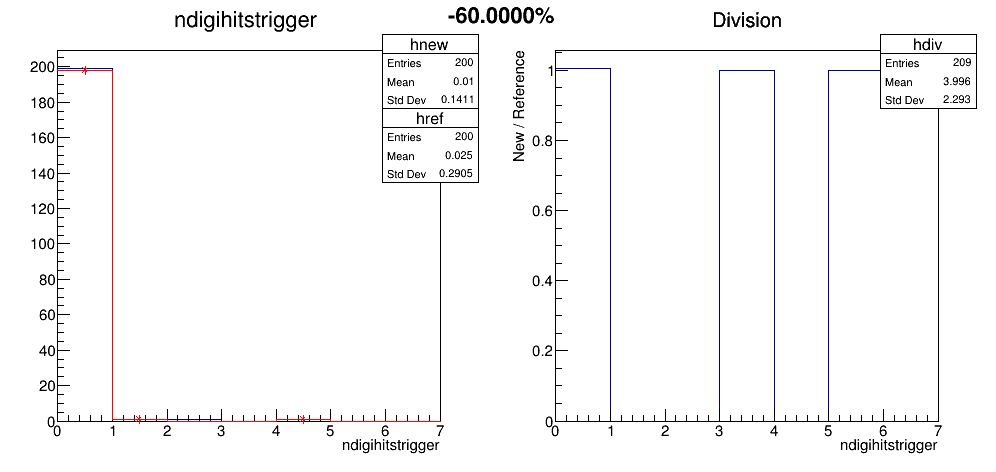 -60.0000%
ndigihitstrigger
hnew
Entries 200
Mean 0.01
Std Dev 0.1411
href
Entries 200
Mean 0.025
Std Dev 0.2905
200
180
160
140
120
100
80
60
40
20
0
0 1 2 3 4 5 6 7
ndigihitstrigger
Division
hdiv
Entries 209
Mean 3.996
Std Dev 2.293
New / Reference
1
0.8
0.6
0.4
0.2
0
0 1 2 3 4 5 6 7
ndigihitstrigger